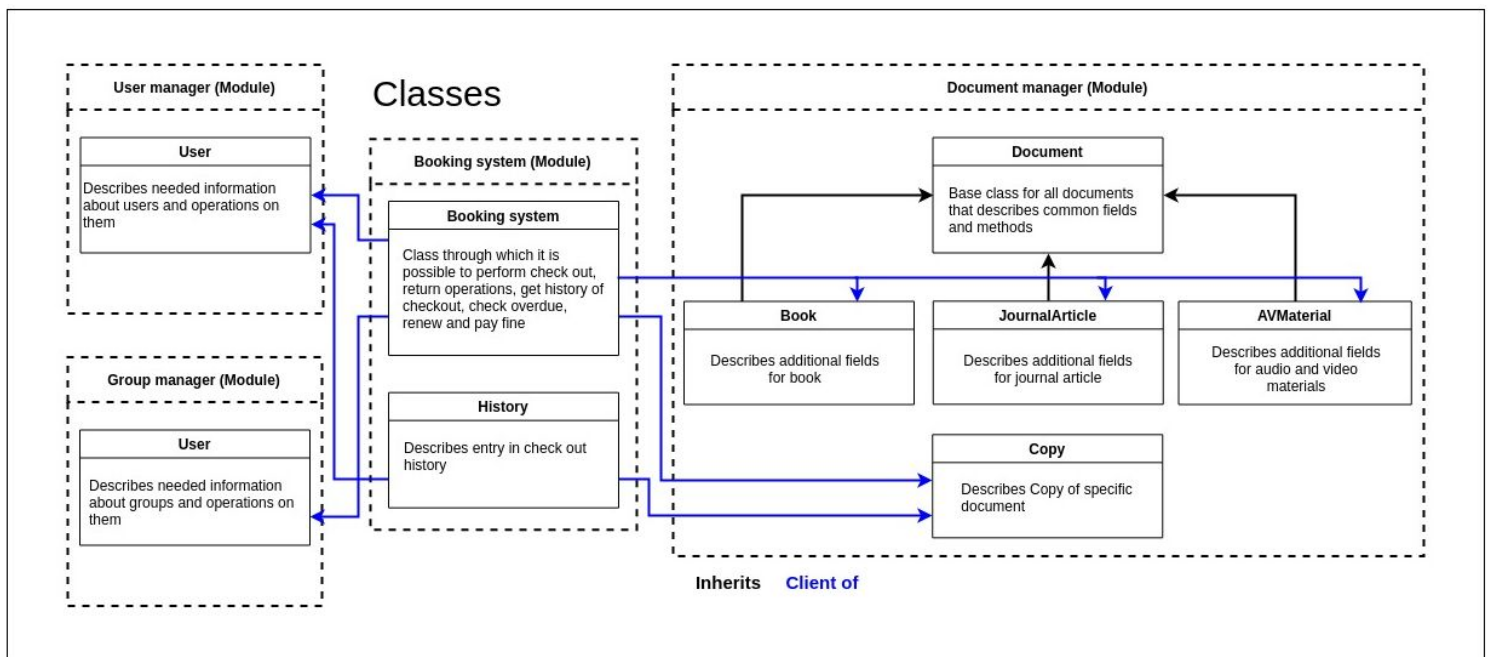 User manager (Module)
User
Describes needed information
about users and operations on
them
Group manager (Module)
User
Describes needed information
about groups and operations on
them
Classes
Booking system (Module)
Booking system
Class through which it is
possible to perform check out,
return operations, get history of
checkout, check overdue,
renew and pay fine
History
Describes entry in check out
history
Document manager (Module)
Document
Base class for all documents
that describes common fields
and methods
Book
Describes additional fields
for book
JournalArticle
Describes additional fields
for journal article
AVMaterial
Describes additional fields
for audio and video
materials
Copy
Describes Copy of specific
document
Inherits Client of